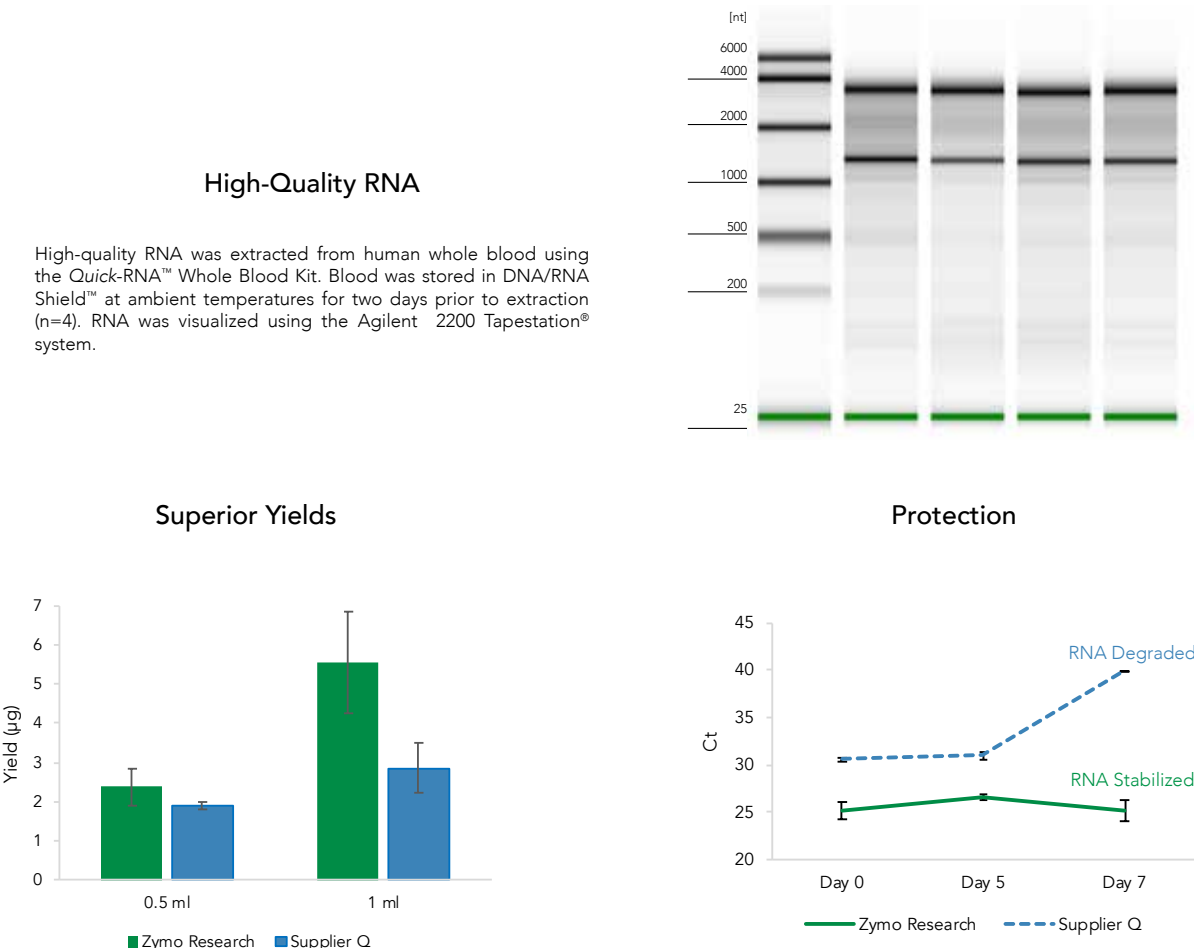 High-Quality RNA
High-quality RNA was extracted from human whole blood using
the Quick-RNA™ Whole Blood Kit. Blood was stored in DNA/RNA
Shield™ at ambient temperatures for two days prior to extraction
(n=4). RNA was visualized using the Agilent 2200 Tapestation®
system.
[nt]
6000
4000
2000
1000
500
200
25
Superior Yields
Yield (µg)
7
6
5
4
3
2
1
0
0.5 ml
1 ml
Zymo Research
Supplier Q
Protection
Ct
45
40
35
30
25
20
RNA Degraded
RNA Stabilized
Day 0
Day 5
Day 7
Zymo Research
Supplier Q